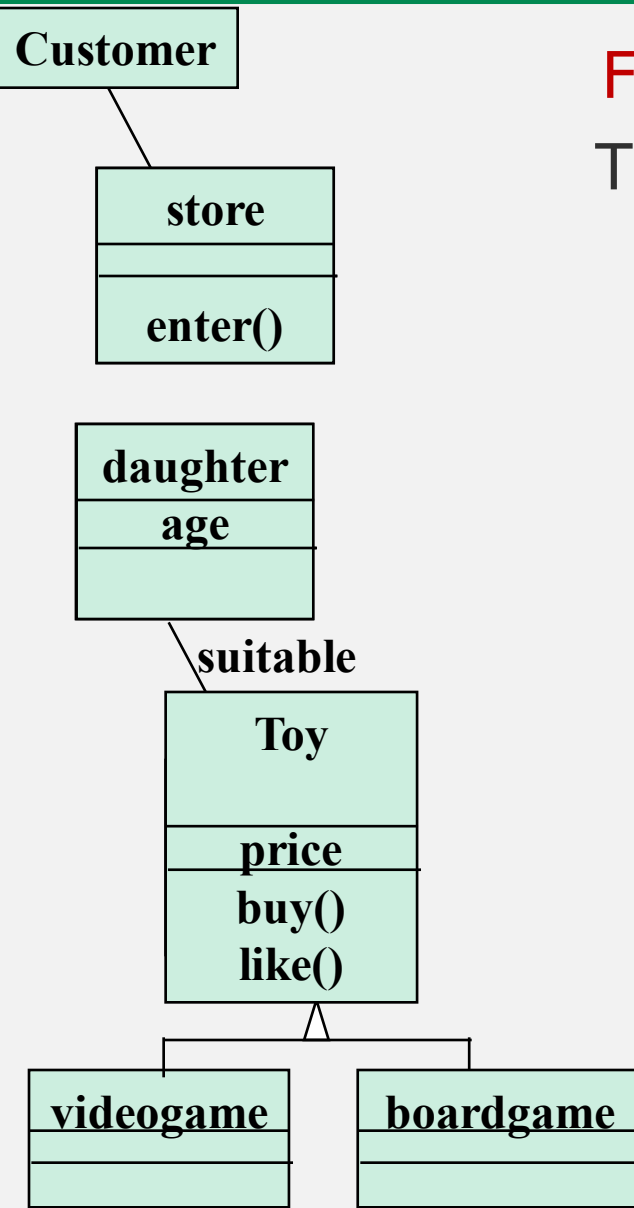 Customer
F
T
store
enter()
daughter
age
suitable
Toy
price
buy()
like()
videogame
boardgame